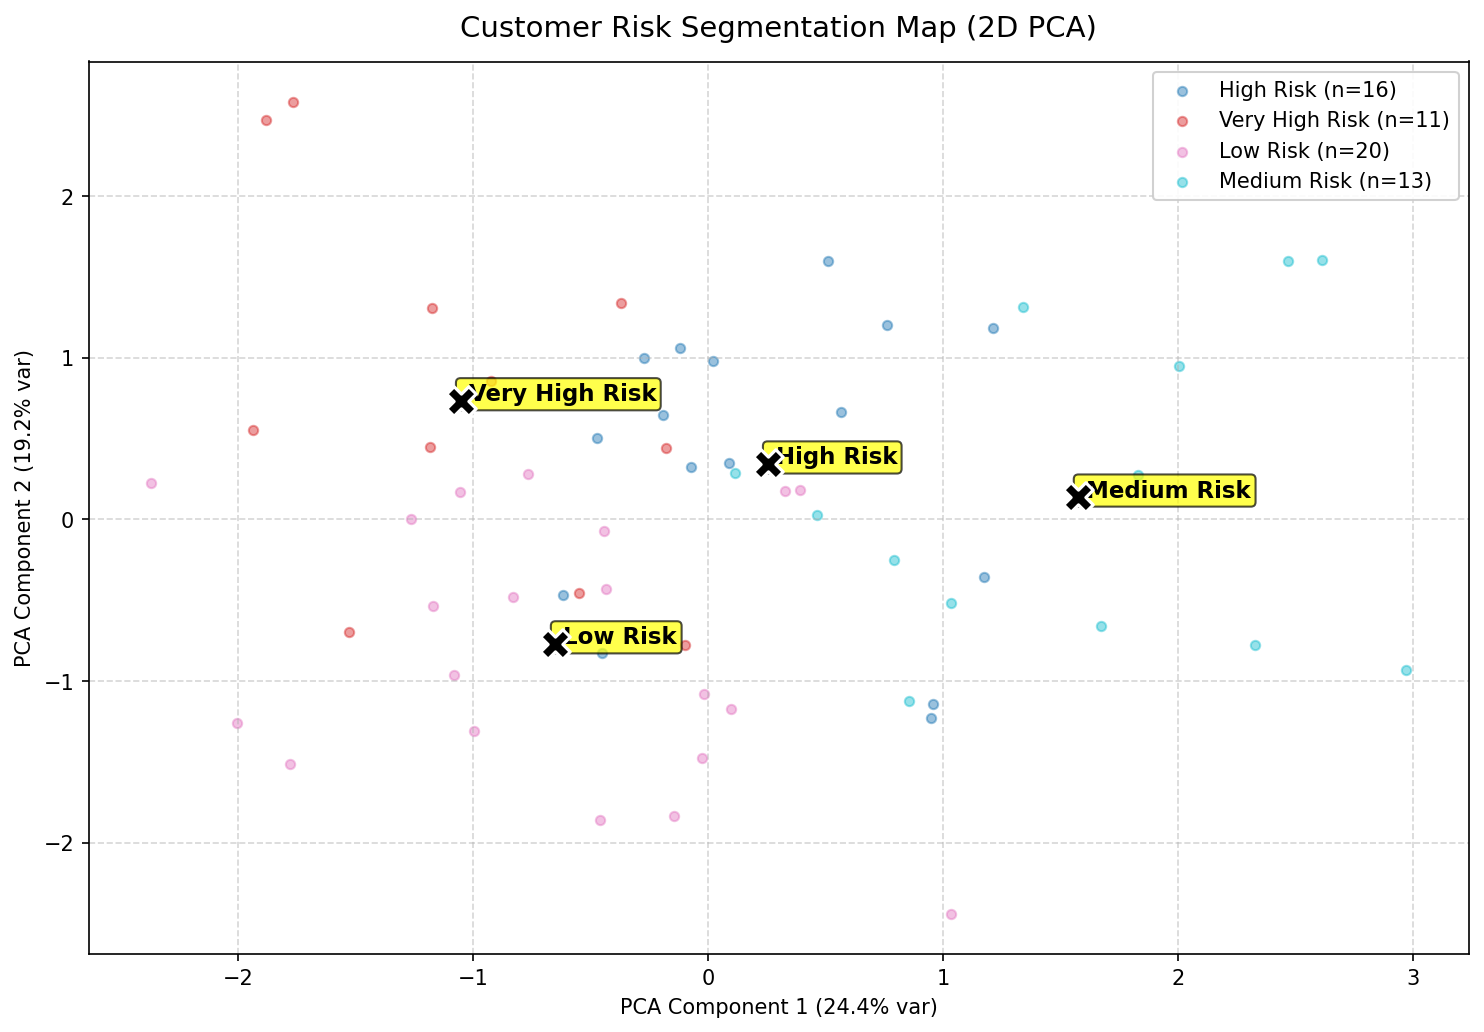 Customer Risk Segmentation Map (2D PCA)
High Risk (n=16)
Very High Risk (n=11)
Low Risk (n=20)
Medium Risk (n=13)
Very High Risk
High Risk
Medium Risk
Low Risk
2
1
0
−1
−2
PCA Component 2 (19.2% var)
−2
−1
0
1
2
3
PCA Component 1 (24.4% var)